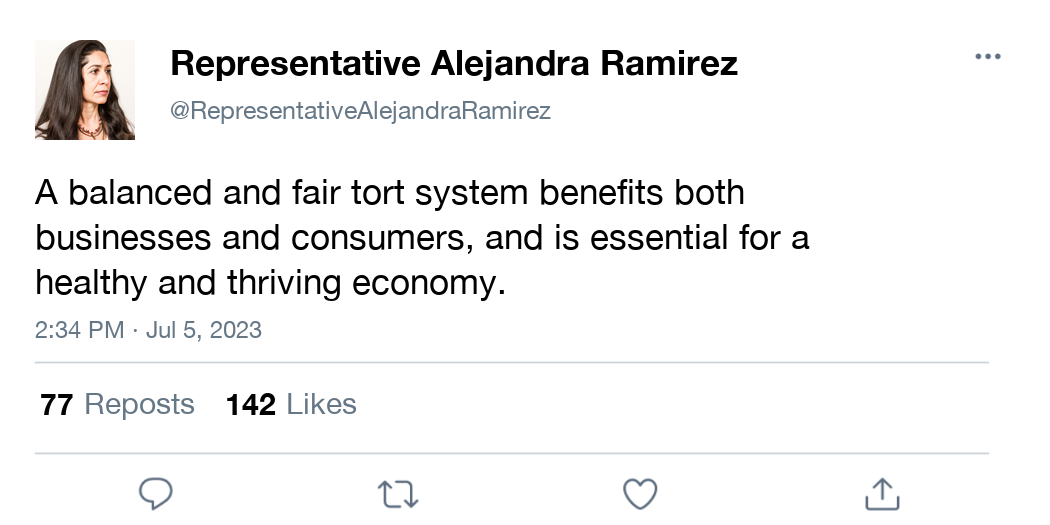 Representative Alejandra Ramirez
@RepresentativeAlejandraRamirez
A balanced and fair tort system benefits both
businesses and consumers, and is essential for a
healthy and thriving economy.
2:34 PM · Jul 5, 2023
77 Reposts 142 Likes